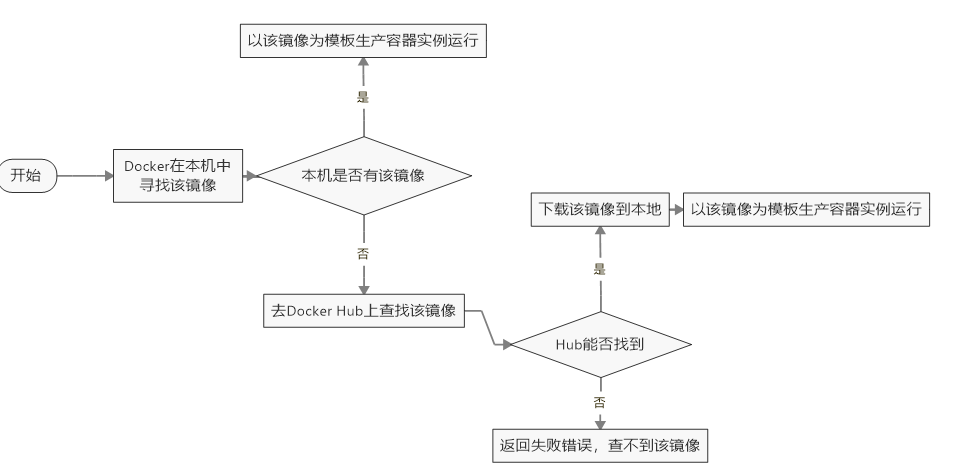 以该镜像为模板生产容器实例运行
是
开始
Docker在本机中
寻找该镜像
本机是否有该镜像
否
去Docker Hub上查找该镜像
Hub能否找到
是
下载该镜像到本地
以该镜像为模板生产容器实例运行
否
返回失败错误，查不到该镜像